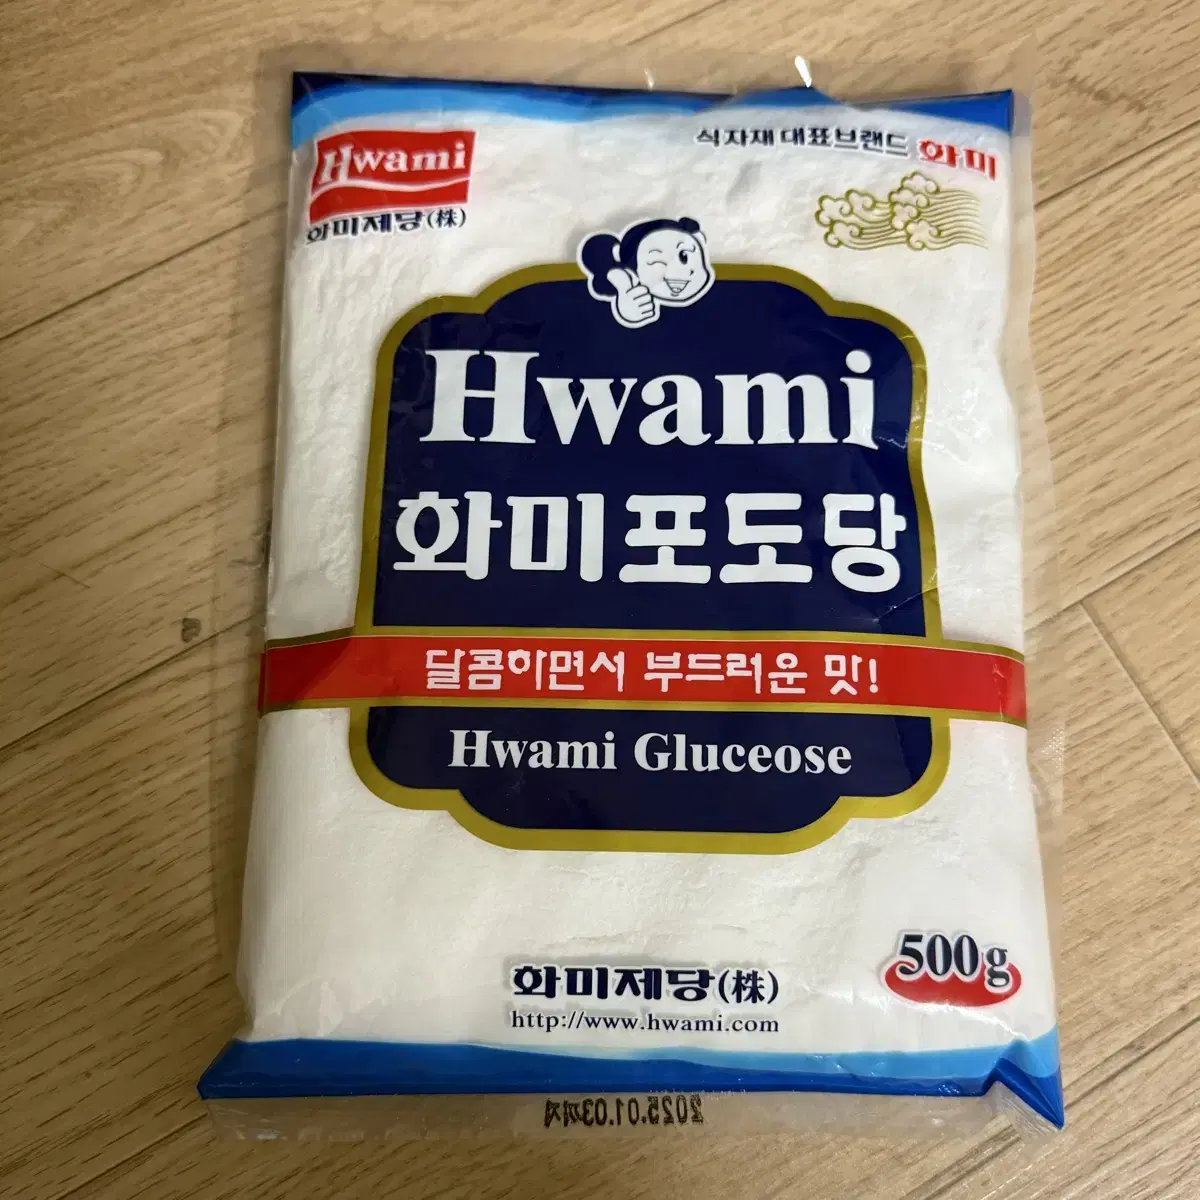 Hwami
화미제당(株)
식자재 대표브랜드 화미
Hwami
화미포도당
달콤하면서 부드러운 맛!
Hwami Gluceose
500g
화미제당(株)
http://www.hwami.com
2025.01.03까지